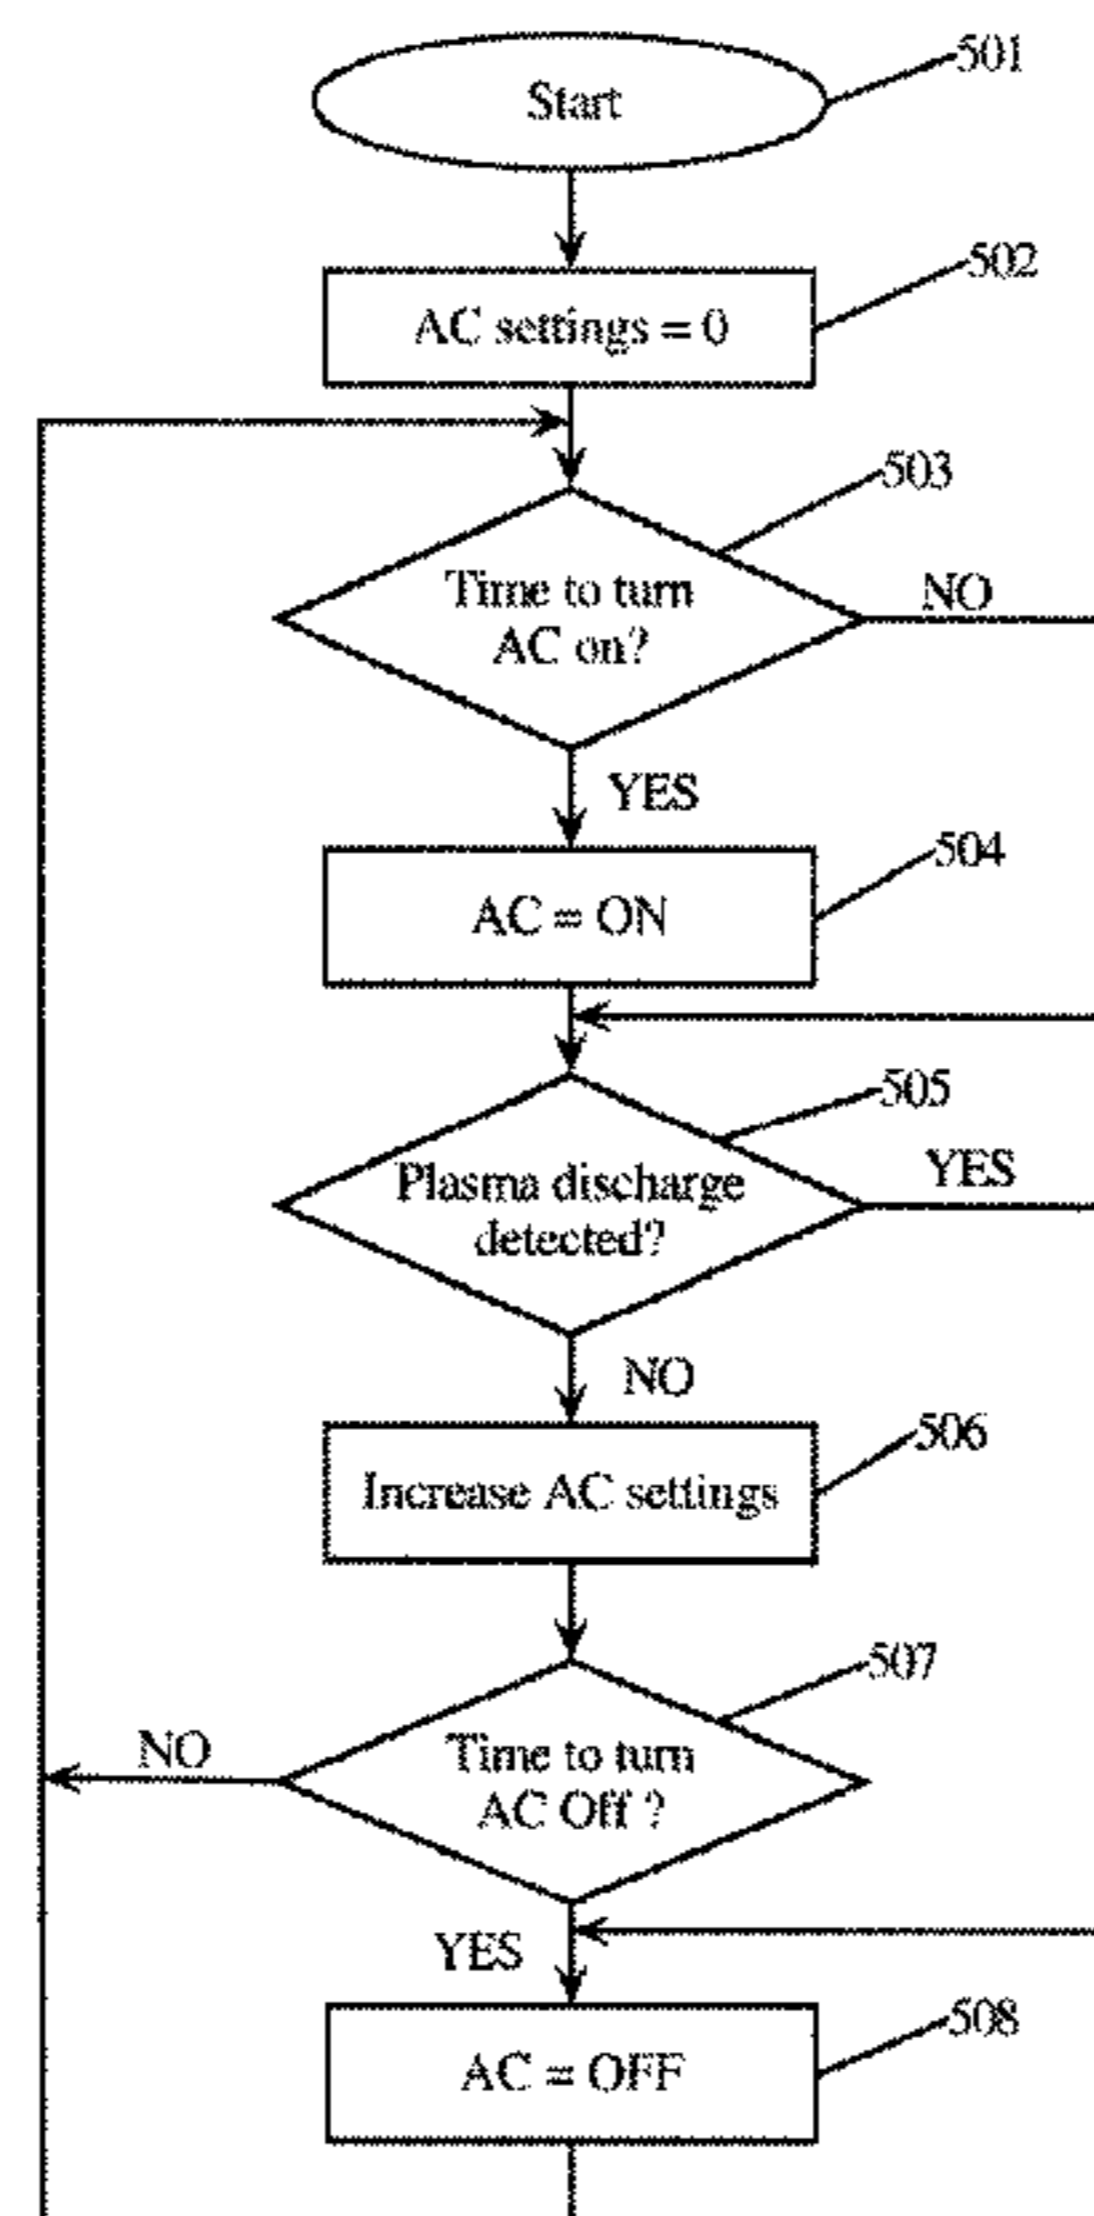 Start
501
AC settings = 0
502
503
Time to turn
AC on?
NO
YES
504
AC = ON
505
Plasma discharge
detected?
YES
NO
506
Increase AC settings
507
Time to turn
AC Off ?
NO
YES
508
AC = OFF